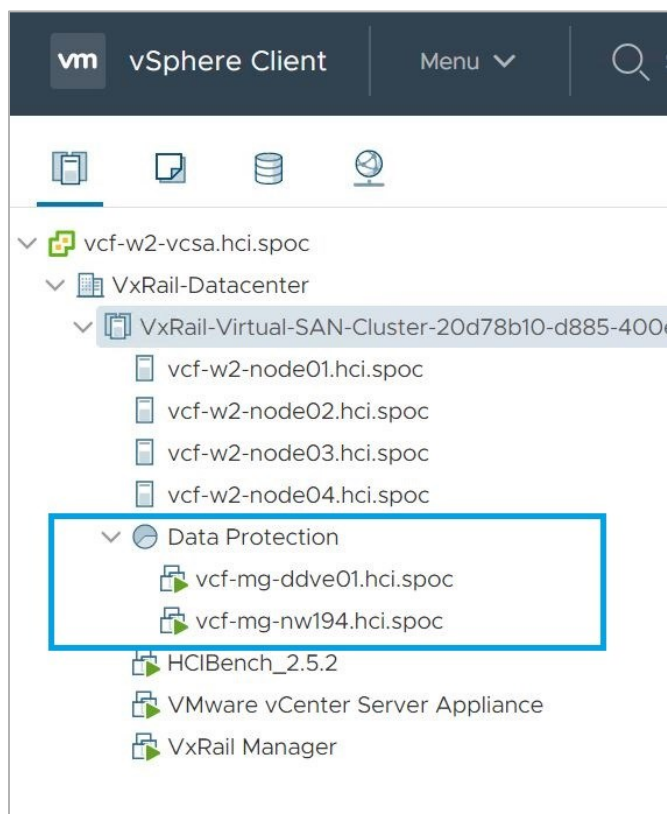 vm vSphere Client Menu
vcf-w2-vcsa.hci.spoc
VxRail-Datacenter
VxRail-Virtual-SAN-Cluster-20d78b10-d885-400
vcf-w2-node01.hci.spoc
vcf-w2-node02.hci.spoc
vcf-w2-node03.hci.spoc
vcf-w2-node04.hci.spoc
Data Protection
vcf-mg-ddve01.hci.spoc
vcf-mg-nw194.hci.spoc
HCIBench_2.5.2
VMware vCenter Server Appliance
VxRail Manager